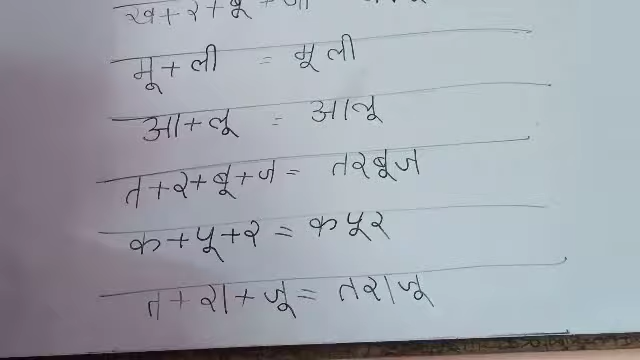 ख+र+बू+जा
मू+ली = मूली
आ+लू = आलू
त+र+बू+ज = तरबूज
क+पू+र = कपूर
त+रा+जू = तराजू